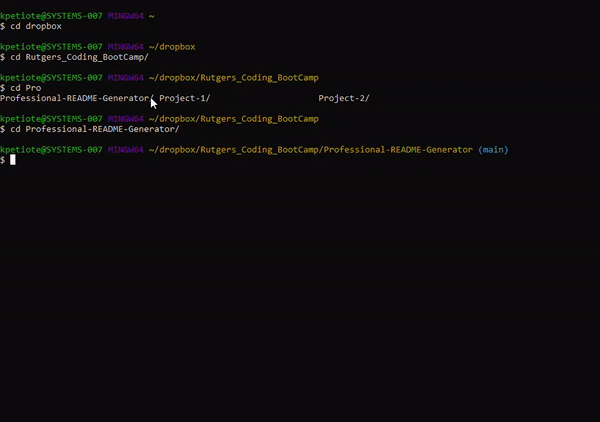 kpetiote@SYSTEMS-007 MINGW64 ~
$ cd dropbox
kpetiote@SYSTEMS-007 MINGW64 ~/dropbox
$ cd Rutgers_Coding_BootCamp/
kpetiote@SYSTEMS-007 MINGW64 ~/dropbox/Rutgers_Coding_BootCamp
$ cd Pro
Professional-README-Generator/ Project-1/ Project-2/
kpetiote@SYSTEMS-007 MINGW64 ~/dropbox/Rutgers_Coding_BootCamp
$ cd Professional-README-Generator/
kpetiote@SYSTEMS-007 MINGW64 ~/dropbox/Rutgers_Coding_BootCamp/Professional-README-Generator (main)
$